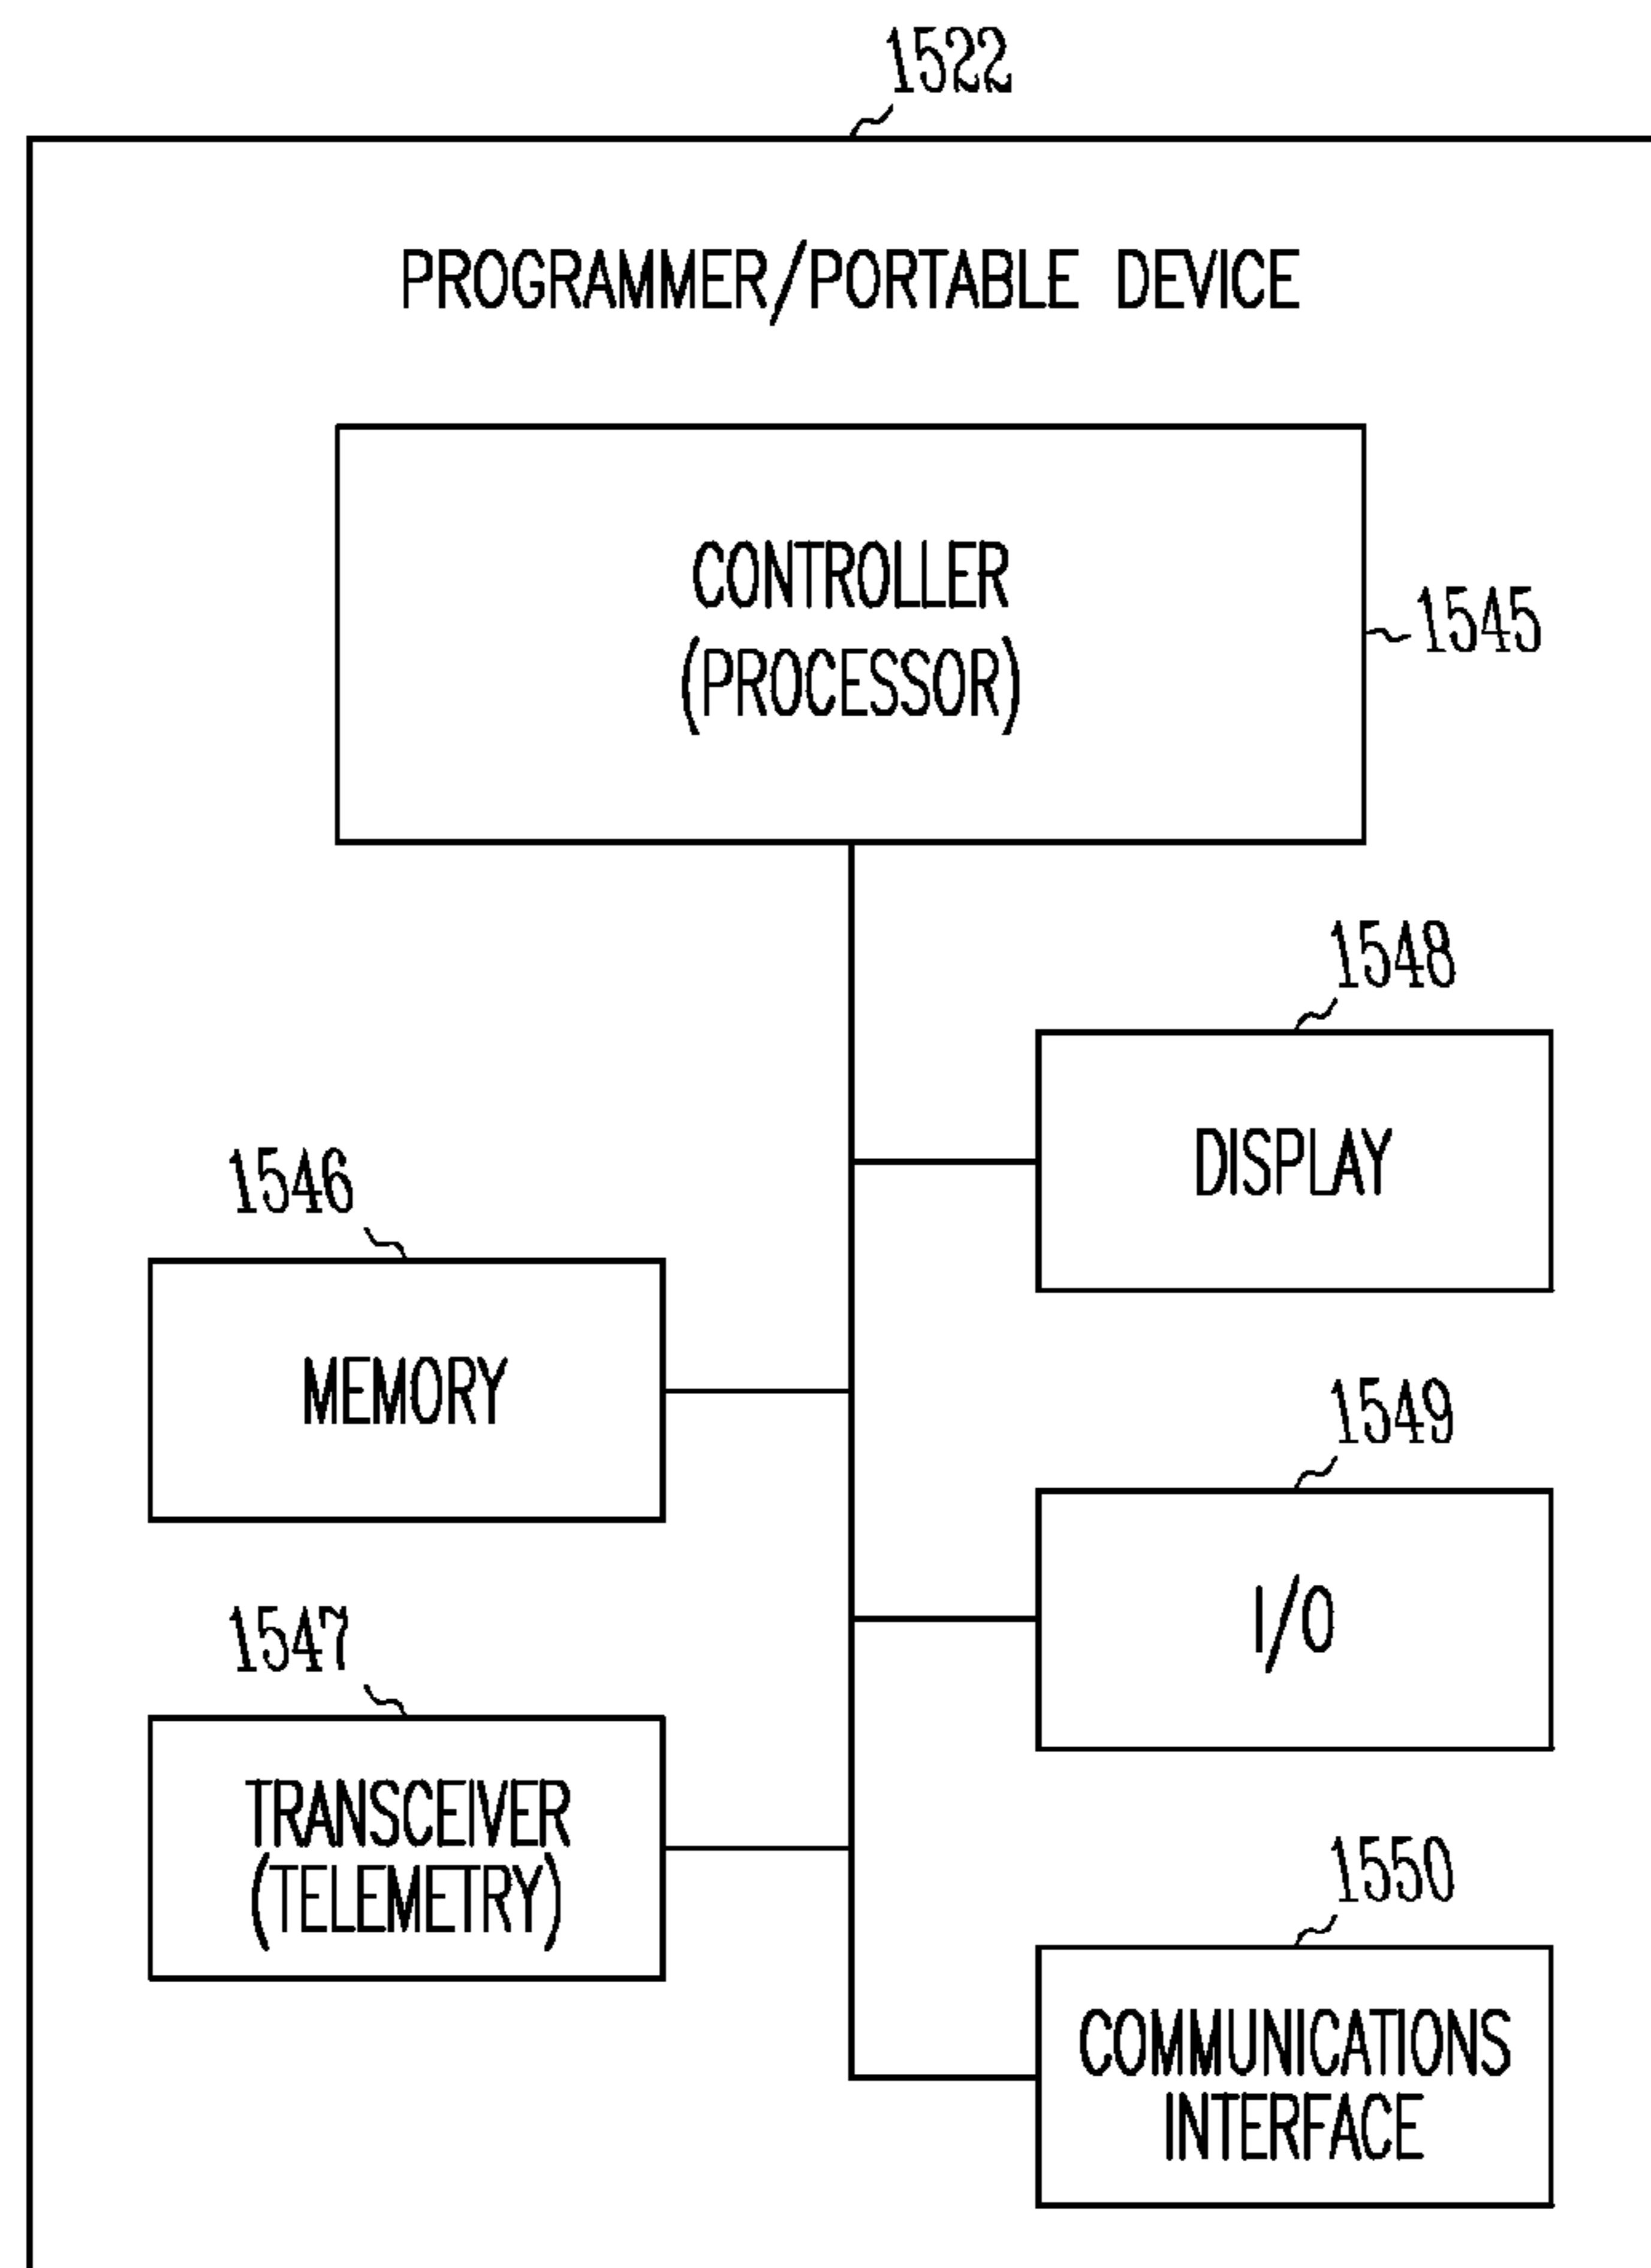 1522
PROGRAMMER/PORTABLE DEVICE
CONTROLLER
(PROCESSOR)
1545
1548
DISPLAY
1546
MEMORY
1549
I/O
1547
TRANSCEIVER
(TELEMETRY)
1550
COMMUNICATIONS
INTERFACE